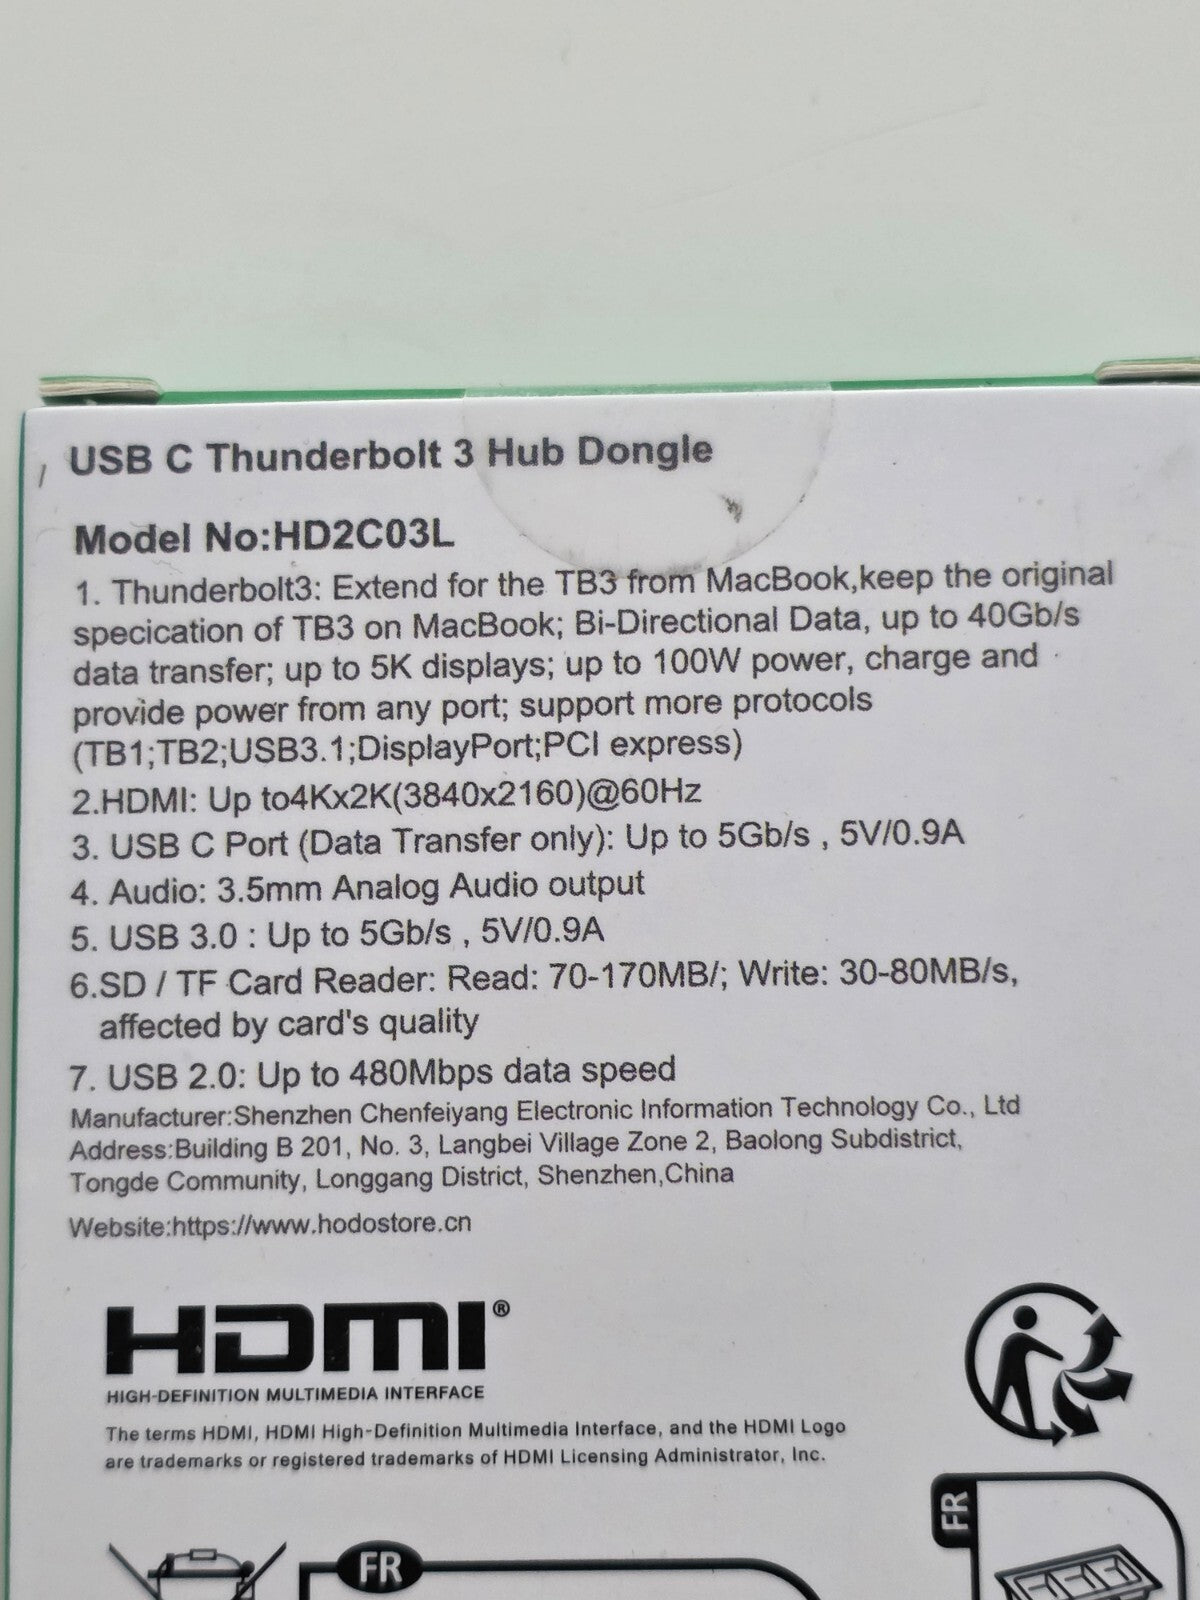 USB C Thunderbolt 3 Hub Dongle
Model No:HD2C03L
1. Thunderbolt3: Extend for the TB3 from MacBook,keep the original
specication of TB3 on MacBook; Bi-Directional Data, up to 40Gb/s
data transfer; up to 5K displays; up to 100W power, charge and
provide power from any port; support more protocols
(TB1;TB2;USB3.1;DisplayPort;PCI express)
2.HDMI: Up to4Kx2K(3840x2160)@60Hz
3. USB C Port (Data Transfer only): Up to 5Gb/s , 5V/0.9A
4. Audio: 3.5mm Analog Audio output
5. USB 3.0 : Up to 5Gb/s , 5V/0.9A
6.SD / TF Card Reader: Read: 70-170MB/; Write: 30-80MB/s,
affected by card's quality
7. USB 2.0: Up to 480Mbps data speed
Manufacturer:Shenzhen Chenfeiyang Electronic Information Technology Co., Ltd
Address:Building B 201, No. 3, Langbei Village Zone 2, Baolong Subdistrict,
Tongde Community, Longgang District, Shenzhen,China
Website:https://www.hodostore.cn
HDMI®
HIGH-DEFINITION MULTIMEDIA INTERFACE
The terms HDMI, HDMI High-Definition Multimedia Interface, and the HDMI Logo
are trademarks or registered trademarks of HDMI Licensing Administrator, Inc.
FR
FR